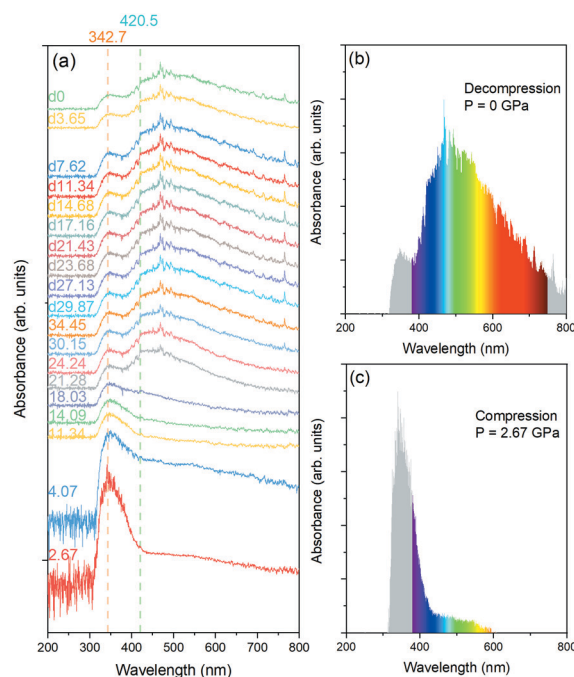 420.5
342.7
(a)
d0
d3.65
d7.62
d11.34
d14.68
d17.16
d21.43
d23.68
d27.13
d29.87
34.45
30.15
24.24
21.28
18.03
14.09
11.34
4.07
2.67
Absorbance (arb. units)
200 300 400 500 600 700 800
Wavelength (nm)
(b)
Decompression
P = 0 GPa
Absorbance (arb. units)
200 400 600 800
Wavelength (nm)
(c)
Compression
P = 2.67 GPa
Absorbance (arb. units)
200 400 600 800
Wavelength (nm)